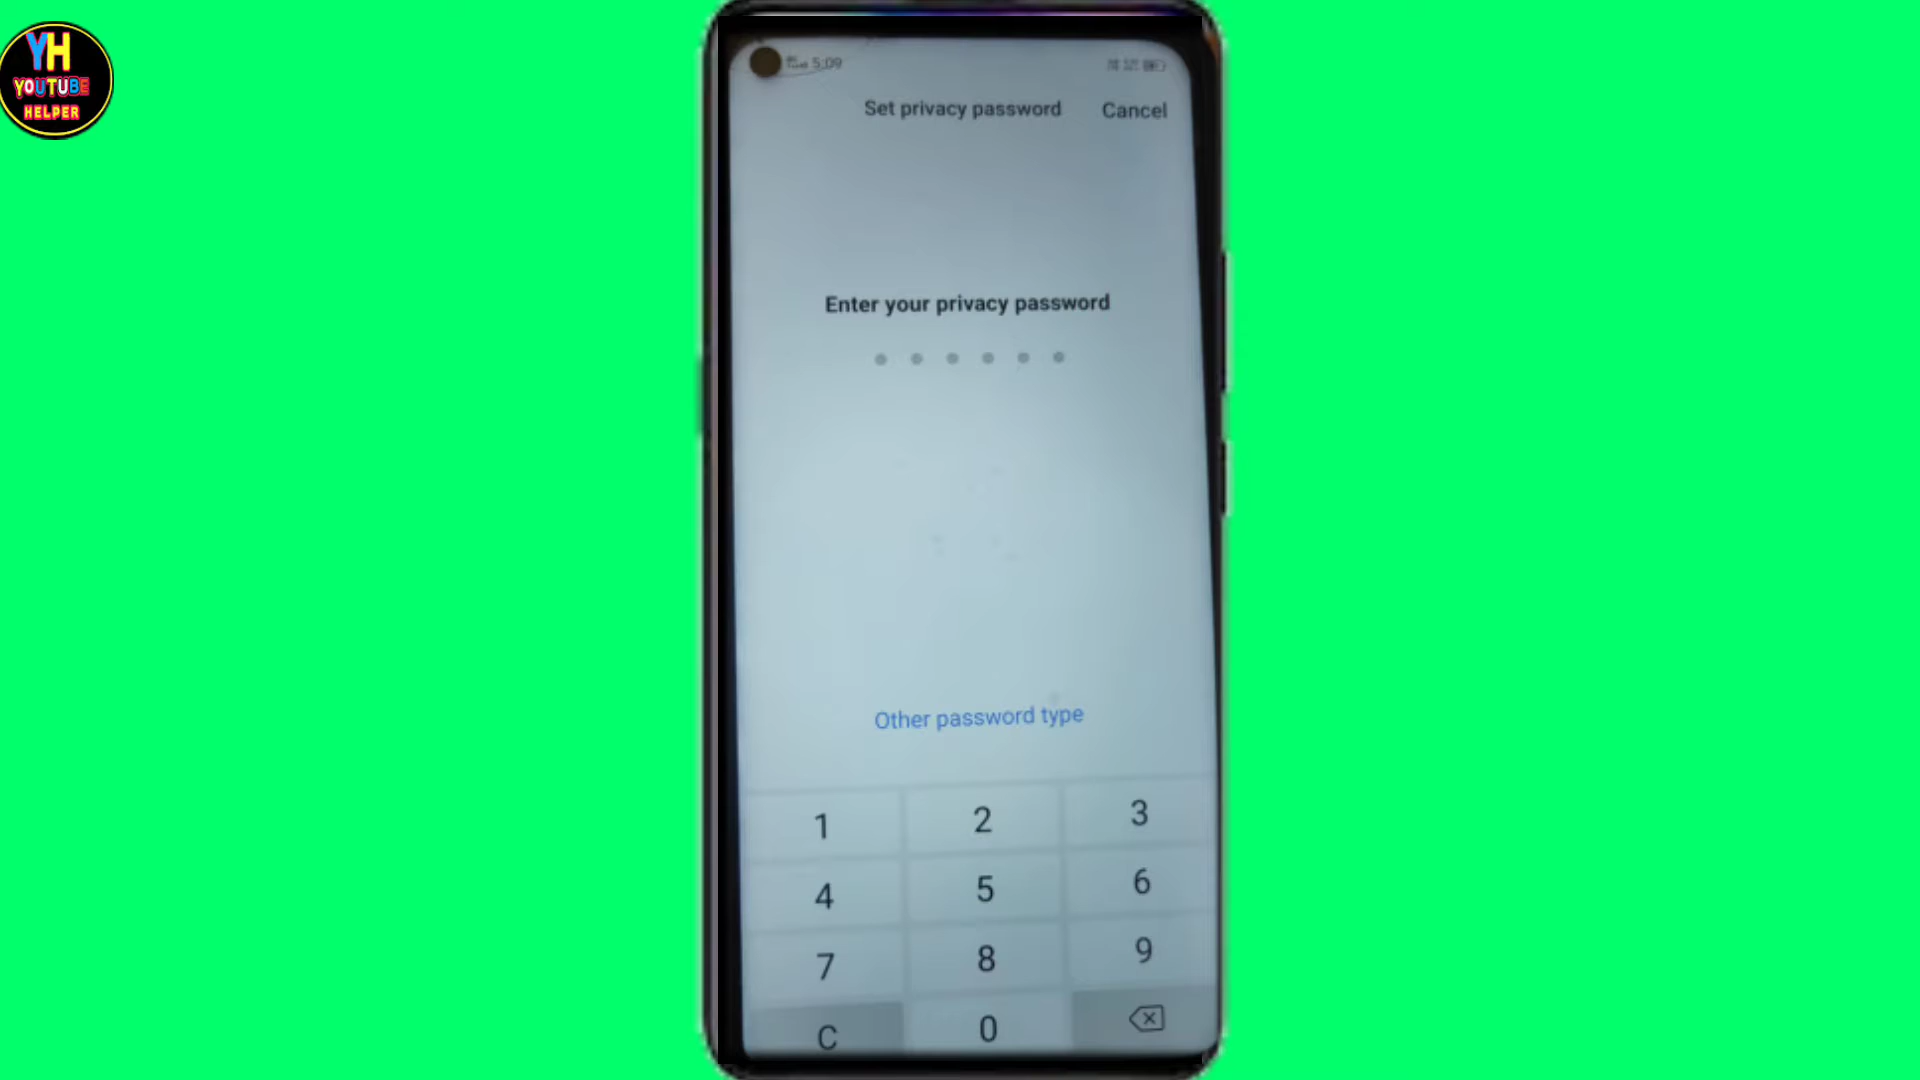 YH
YOUTUBE
HELPER
5:09
Set privacy password
Cancel
Enter your privacy password
Other password type
1 2 3
4 5 6
7 8 9
C 0